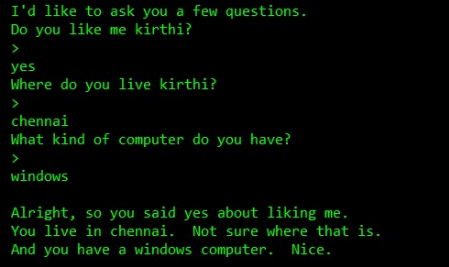 I'd like to ask you a few questions.
Do you like me kirthi?
>
yes
Where do you live kirthi?
>
chennai
What kind of computer do you have?
>
windows

Alright, so you said yes about liking me.
You live in chennai.  Not sure where that is.
And you have a windows computer.  Nice.